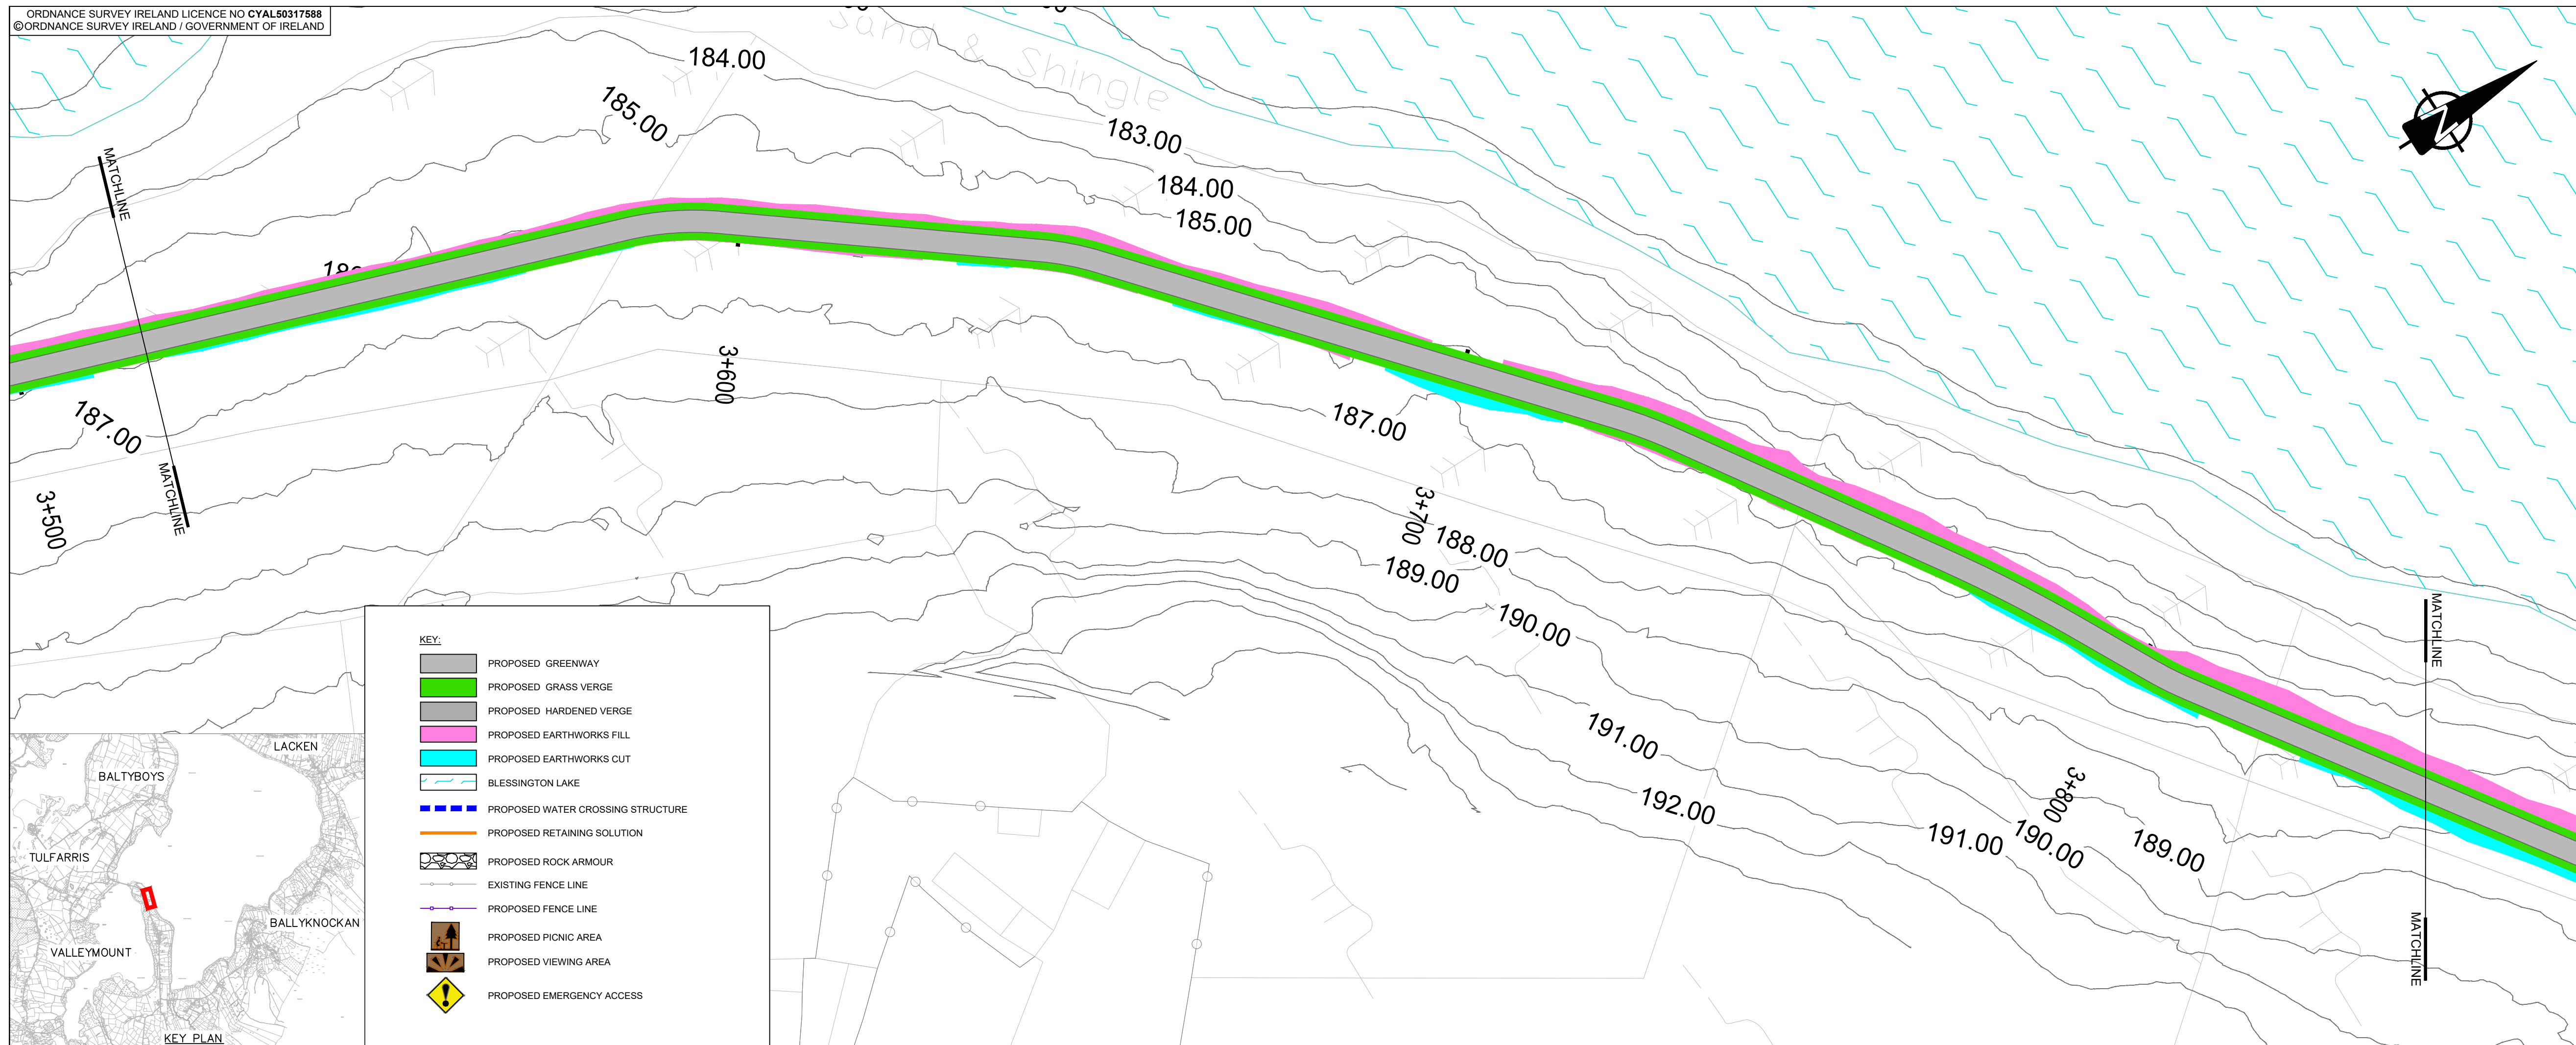 ORDNANCE SURVEY IRELAND LICENCE NO CYAL50317588
©ORDNANCE SURVEY IRELAND / GOVERNMENT OF IRELAND
Sand & Shingle
184.00
185.00
183.00
184.00
185.00
MATCHLINE
MATCHLINE
187.00
3+500
3+600
187.00
3+700
188.00
189.00
190.00
191.00
192.00
3+800
191.00
190.00
189.00
MATCHLINE
MATCHLINE
N
KEY:
PROPOSED GREENWAY
PROPOSED GRASS VERGE
PROPOSED HARDENED VERGE
PROPOSED EARTHWORKS FILL
PROPOSED EARTHWORKS CUT
BLESSINGTON LAKE
PROPOSED WATER CROSSING STRUCTURE
PROPOSED RETAINING SOLUTION
PROPOSED ROCK ARMOUR
EXISTING FENCE LINE
PROPOSED FENCE LINE
PROPOSED PICNIC AREA
PROPOSED VIEWING AREA
PROPOSED EMERGENCY ACCESS
LACKEN
BALTYBOYS
TULFARRIS
BALLYKNOCKAN
VALLEYMOUNT
KEY PLAN